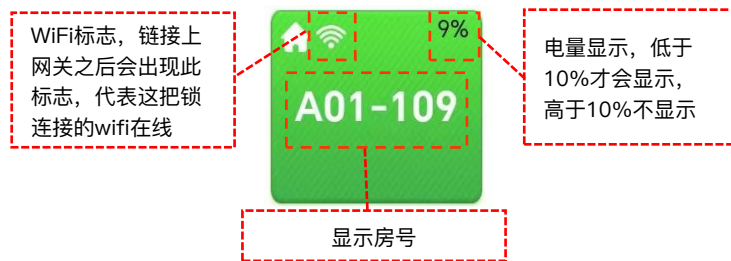 WiFi标志，链接上
网关之后会出现此
标志，代表这把锁
连接的wifi在线
9%
A01-109
电量显示，低于
10%才会显示，
高于10%不显示
显示房号